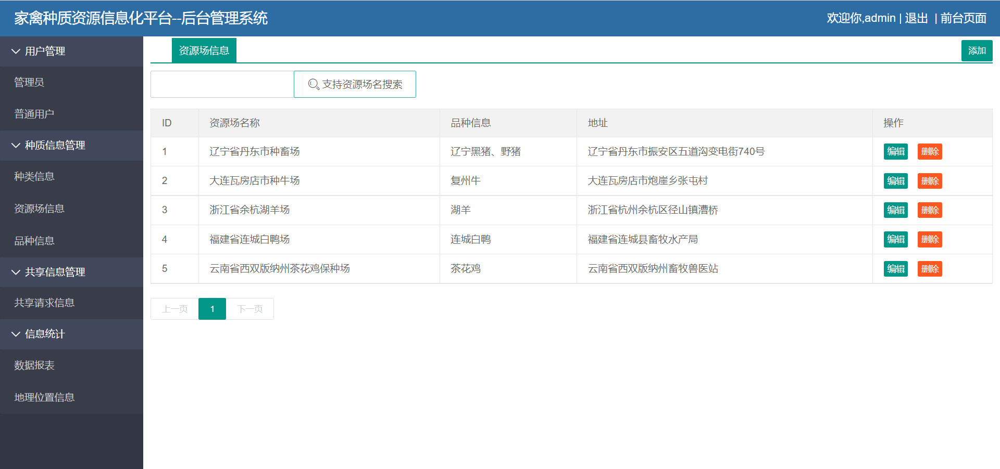 家禽种质资源信息化平台--后台管理系统
欢迎你,admin | 退出 | 前台页面
用户管理
管理员
普通用户
种质信息管理
种类信息
资源场信息
品种信息
共享信息管理
共享请求信息
信息统计
数据报表
地理位置信息
资源场信息 添加
支持资源场名搜索
ID 资源场名称 品种信息 地址 操作
1 辽宁省丹东市种畜场 辽宁黑猪、野猪 辽宁省丹东市振安区五道沟变电街740号 编辑 删除
2 大连瓦房店市种牛场 复州牛 大连瓦房店市炮崖乡张屯村 编辑 删除
3 浙江省余杭湖羊场 湖羊 浙江省杭州余杭区径山镇漕桥 编辑 删除
4 福建省连城白鸭场 连城白鸭 福建省连城县畜牧水产局 编辑 删除
5 云南省西双版纳州茶花鸡保种场 茶花鸡 云南省西双版纳州畜牧兽医站 编辑 删除
上一页 1 下一页